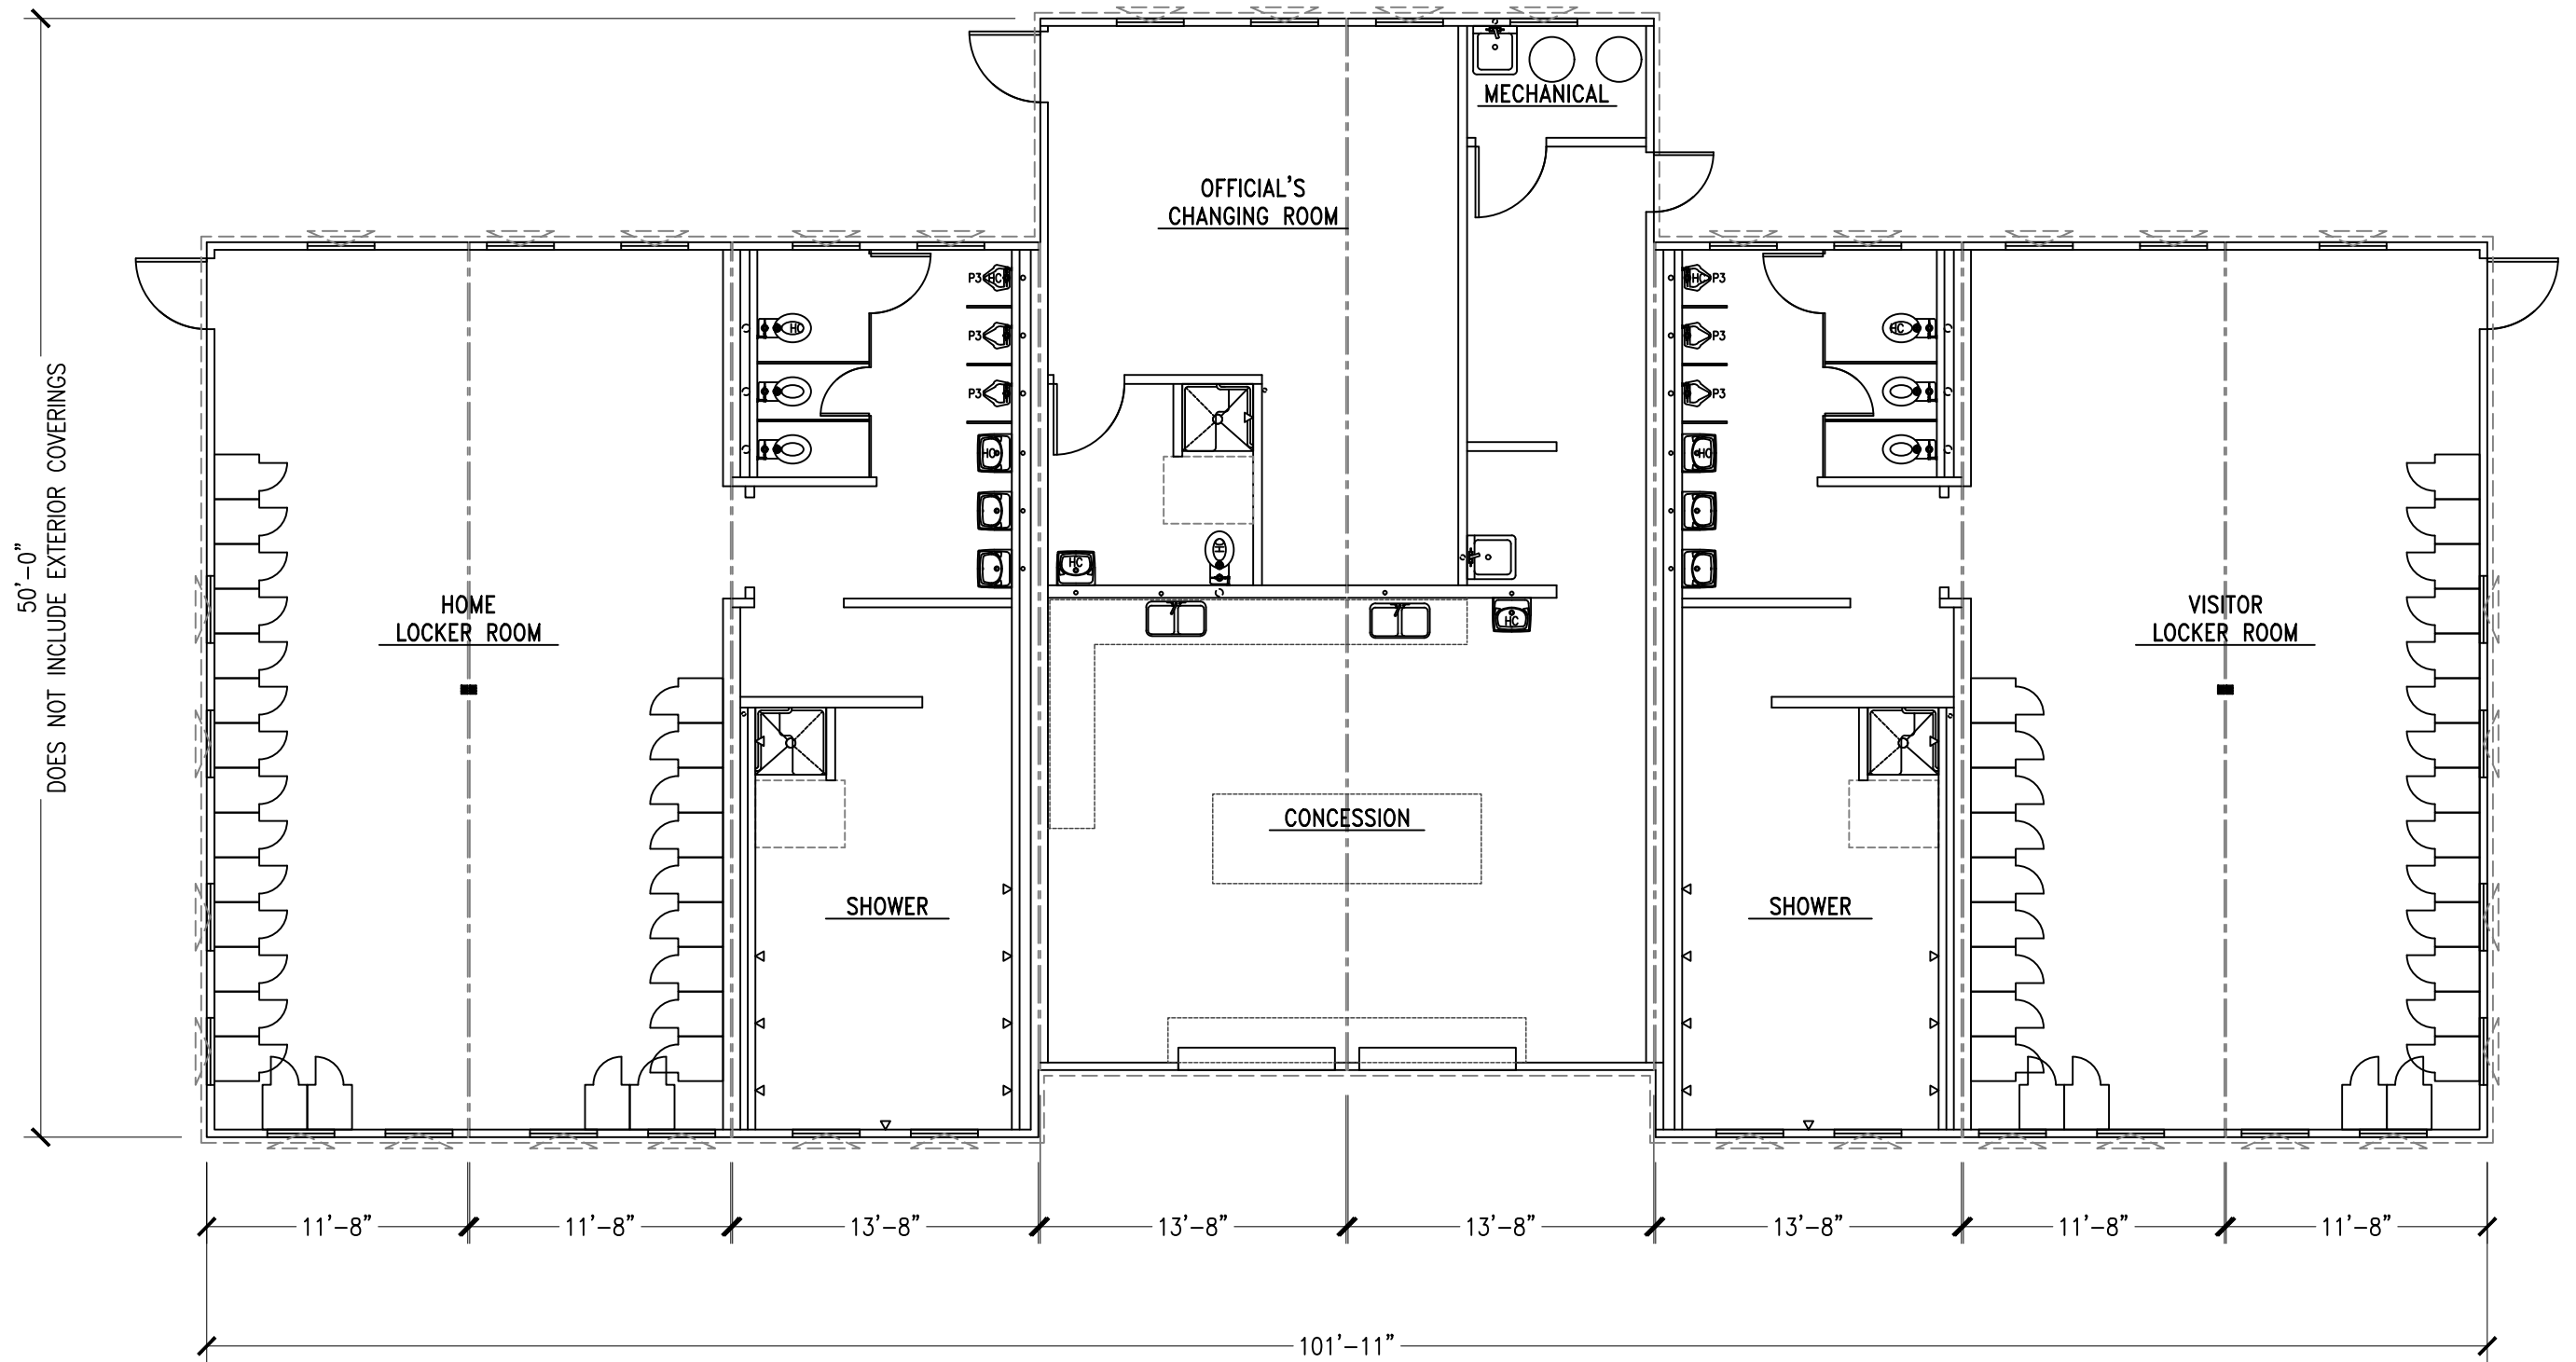 MECHANICAL
OFFICIAL'S
CHANGING ROOM
P3 HC
HC P3
HC
HC
P3
P3
P3
P3
HC
HC
50'-0"
DOES NOT INCLUDE EXTERIOR COVERINGS
HC
H
HOME
LOCKER ROOM
HC
VISITOR
LOCKER ROOM
CONCESSION
SHOWER
SHOWER
11'-8"
11'-8"
13'-8"
13'-8"
13'-8"
13'-8"
11'-8"
11'-8"
101'-11"